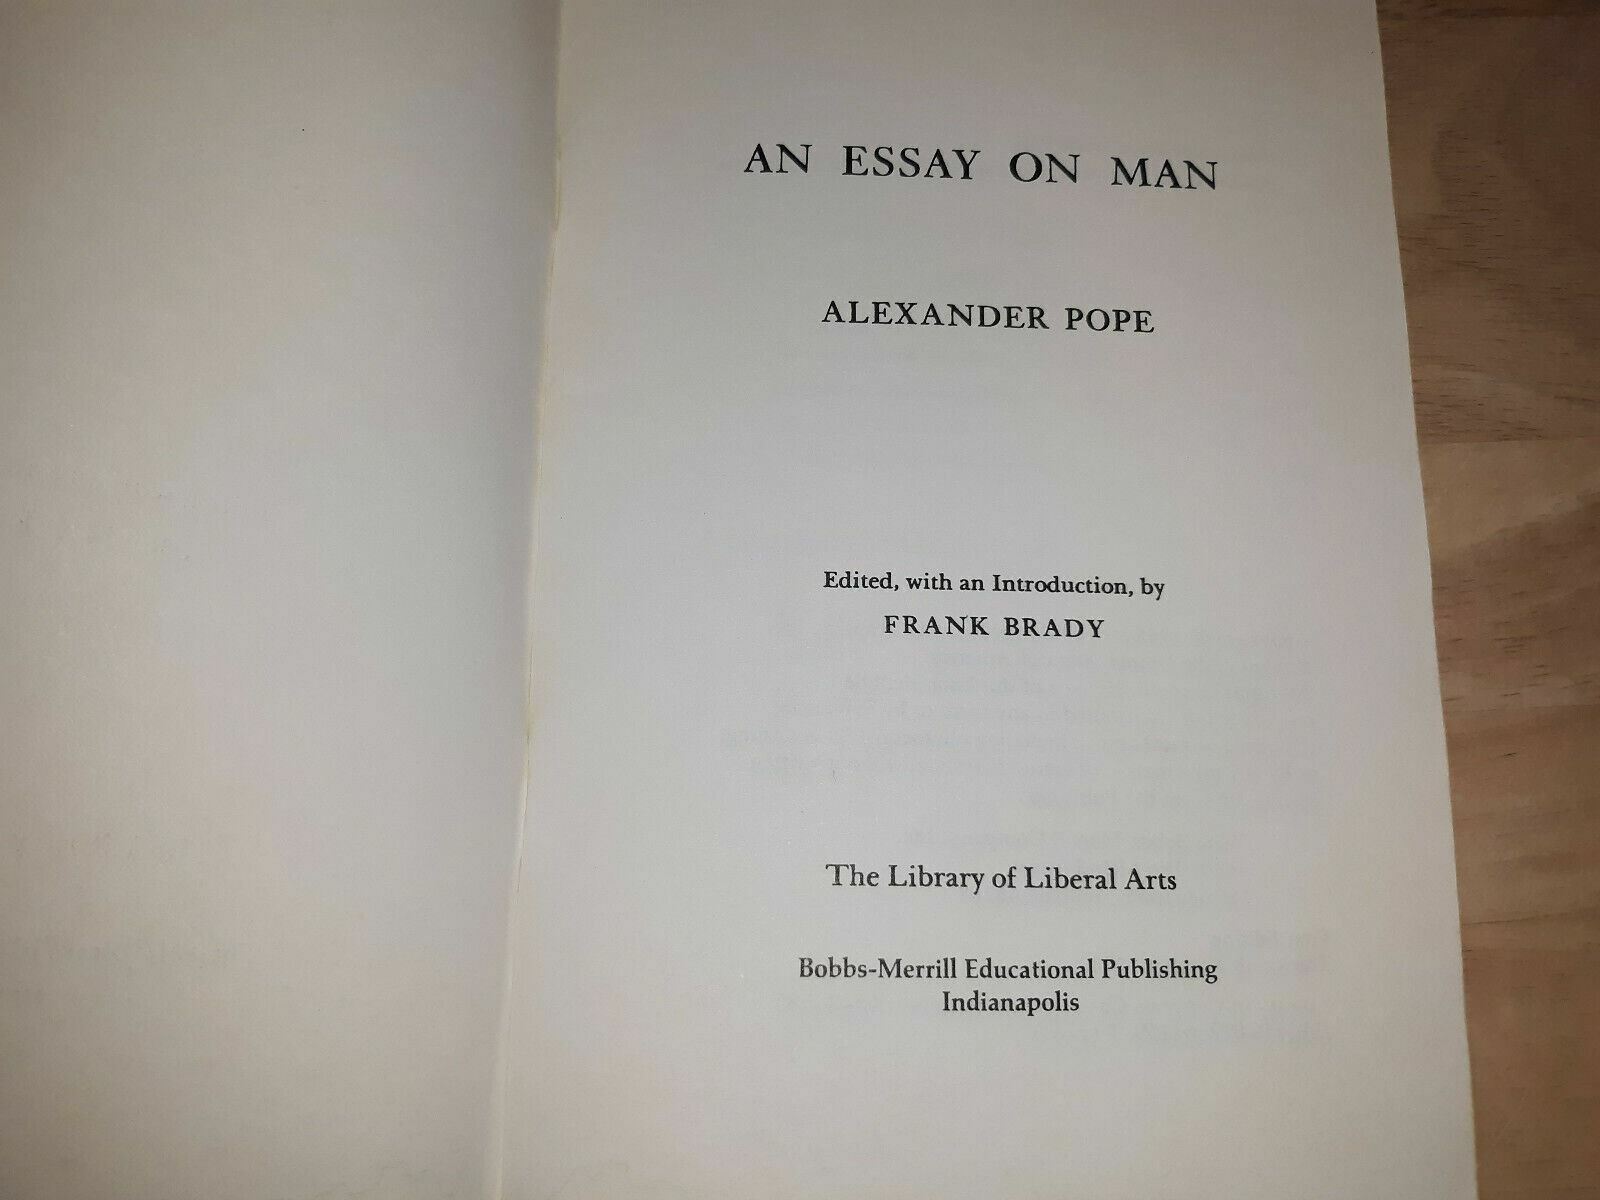 AN ESSAY ON MAN
ALEXANDER POPE
Edited, with an Introduction, by
FRANK BRADY
The Library of Liberal Arts
Bobbs-Merrill Educational Publishing
Indianapolis